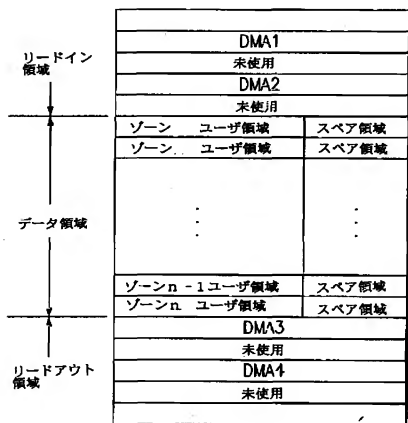 DMA1
リードイン
領域
未使用
DMA2
未使用
ゾーン ユーザ領域 スペア領域
ゾーン ユーザ領域 スペア領域
データ領域
ゾーンn-1ユーザ領域 スペア領域
ゾーンn ユーザ領域 スペア領域
DMA3
未使用
リードアウト
領域
DMA4
未使用